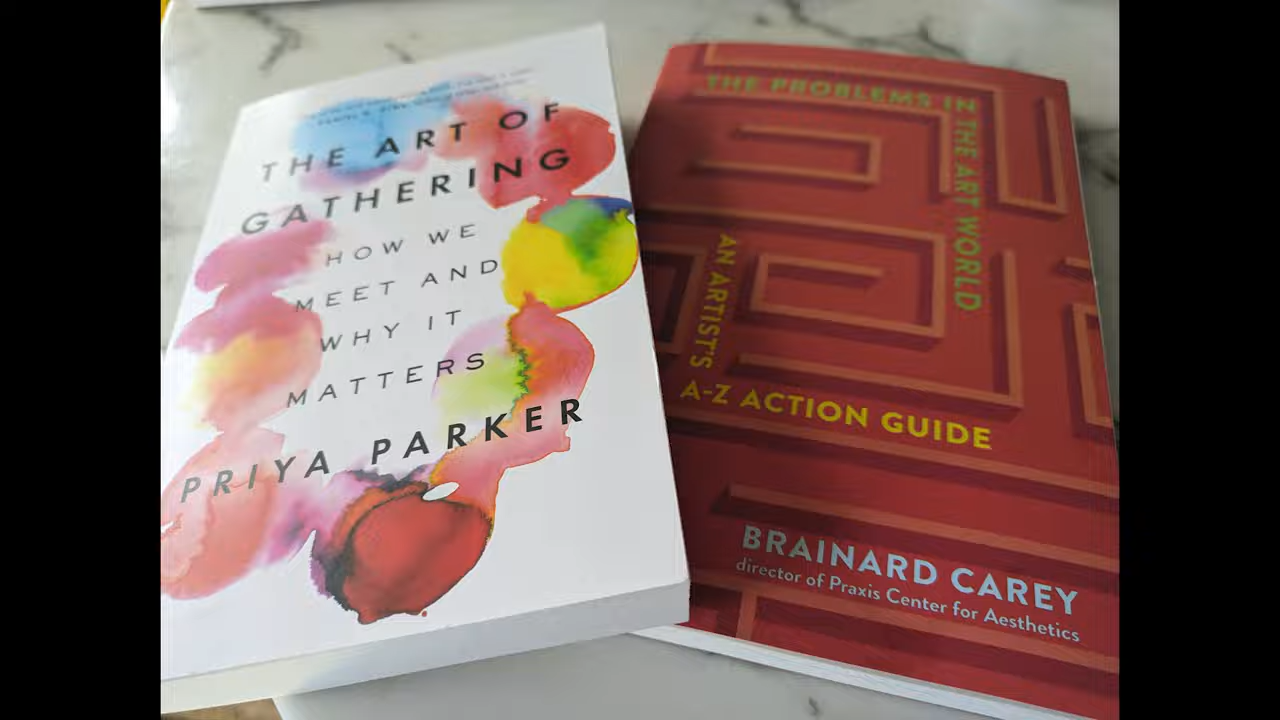 THE ART OF
GATHERING
HOW WE
MEET AND
WHY IT
MATTERS
PRIYA PARKER
THE PROBLEMS IN
THE ART WORLD
AN ARTIST'S
A-Z ACTION GUIDE
BRAINARD CAREY
director of Praxis Center for Aesthetics